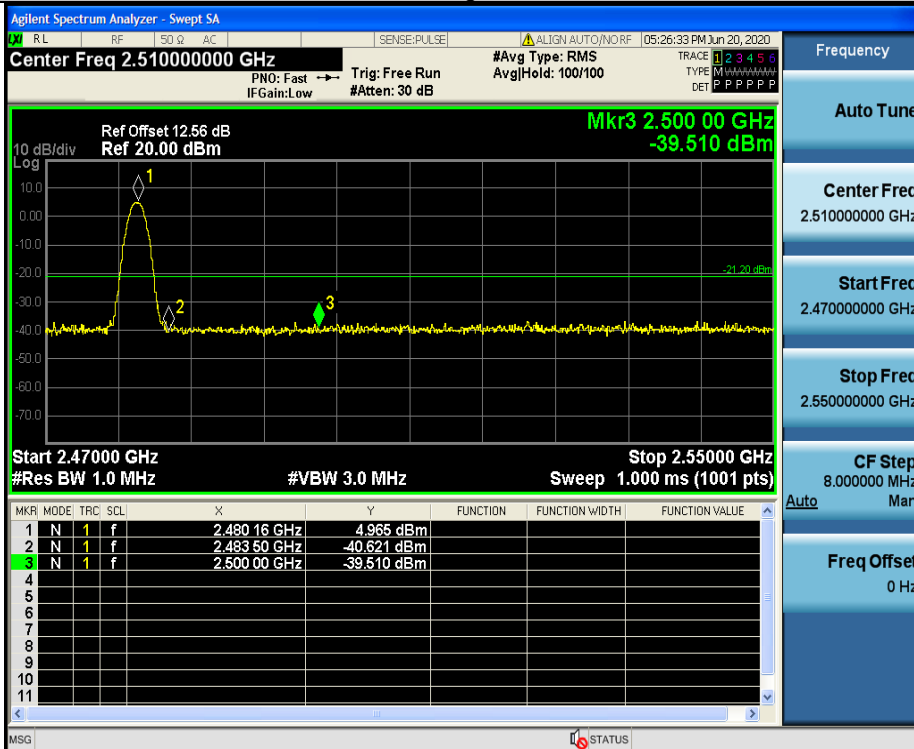 Agilent Spectrum Analyzer - Swept SA
LXI RL RF 50 Ω AC SENSE:PULSE ALIGN AUTO/NO RF 05:26:33 PM Jun 20, 2020
Center Freq 2.510000000 GHz
PNO: Fast
IFGain:Low
Trig: Free Run
#Atten: 30 dB
#Avg Type: RMS
Avg|Hold: 100/100
TRACE 1 2 3 4 5 6
TYPE M WWWWW
DET P P P P P P
Ref Offset 12.56 dB
10 dB/div Ref 20.00 dBm
Log
Mkr3 2.500 00 GHz
-39.510 dBm
10.0
0.00
-10.0
-20.0
-30.0
-40.0
-50.0
-60.0
-70.0
1
2
3
-21.20 dBm
Start 2.47000 GHz Stop 2.55000 GHz
#Res BW 1.0 MHz #VBW 3.0 MHz Sweep 1.000 ms (1001 pts)
MKR MODE TRC SCL X Y FUNCTION FUNCTION WIDTH FUNCTION VALUE
1 N 1 f 2.480 16 GHz 4.965 dBm
2 N 1 f 2.483 50 GHz -40.621 dBm
3 N 1 f 2.500 00 GHz -39.510 dBm
4
5
6
7
8
9
10
11
MSG STATUS
Frequency
Auto Tune
Center Freq
2.510000000 GHz
Start Freq
2.470000000 GHz
Stop Freq
2.550000000 GHz
CF Step
8.000000 MHz
Auto Man
Freq Offset
0 Hz